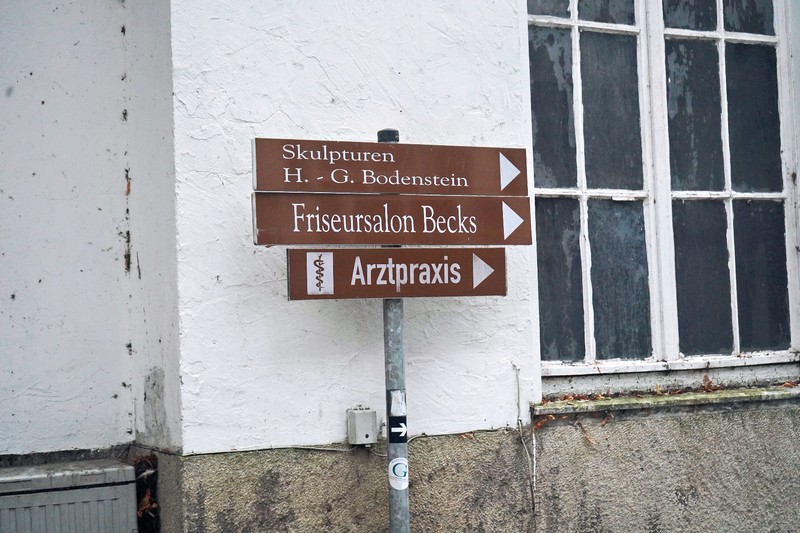 Skulpturen
H. - G. Bodenstein
Friseursalon Becks
Arztpraxis
G